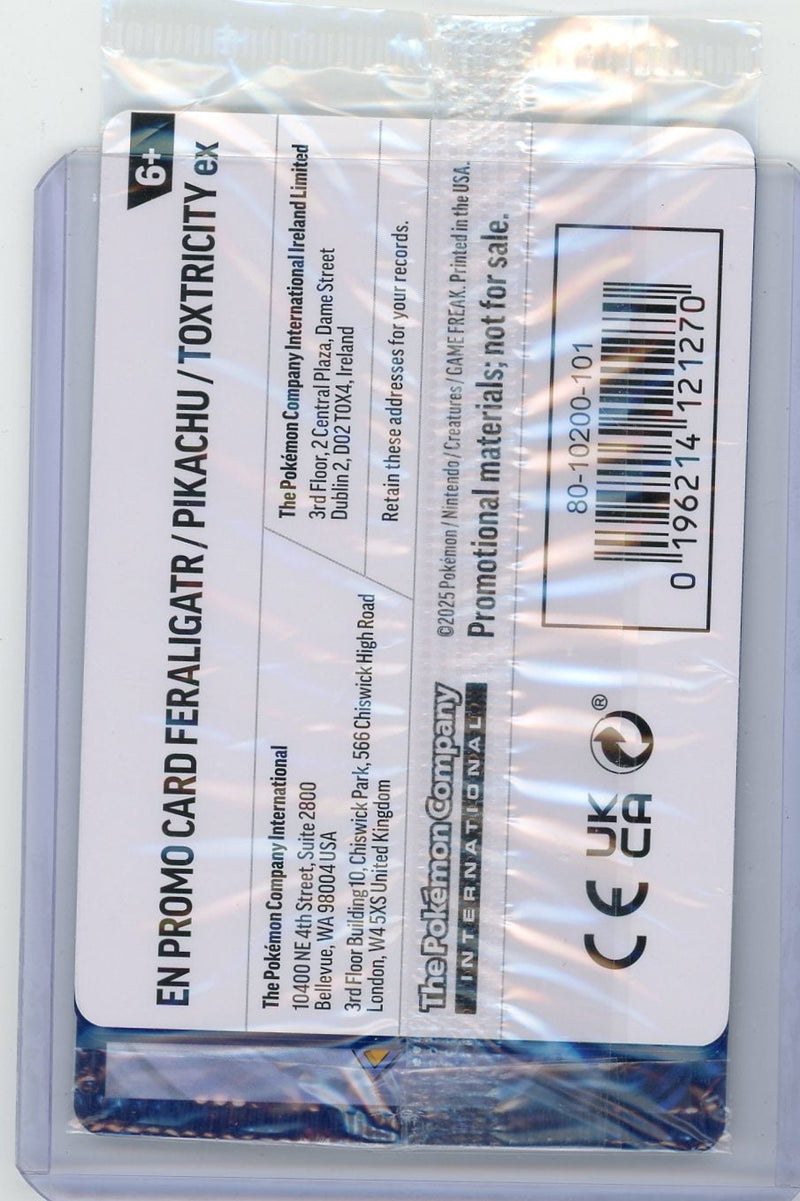 6+
EN PROMO CARD FERALIGATR / PIKACHU / TOXTRICITY ex
The Pokémon Company International
10400 NE 4th Street, Suite 2800
Bellevue, WA 98004 USA
3rd Floor Building 10, Chiswick Park, 566 Chiswick High Road
London, W4 5XS United Kingdom
The Pokémon Company International Ireland Limited
3rd Floor, 2 Central Plaza, Dame Street
Dublin 2, D02 T0X4, Ireland
Retain these addresses for your records.
The Pokémon Company
INTERNATIONAL
©2025 Pokémon / Nintendo / Creatures / GAME FREAK. Printed in the USA.
Promotional materials; not for sale.
CE
UK
CA
®
80-10200-101
0 196214 121270